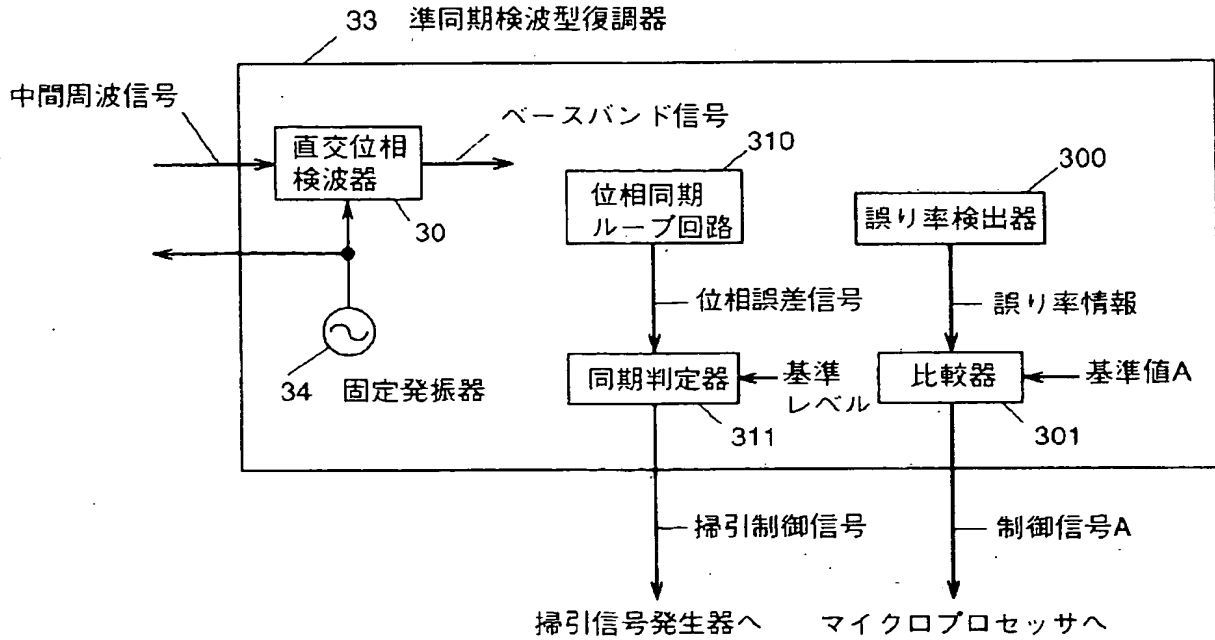 33 準同期検波型復調器
中間周波信号
直交位相
検波器
ベースバンド信号
30
310
300
位相同期
ループ回路
誤り率検出器
位相誤差信号
誤り率情報
34 固定発振器
同期判定器
基準
レベル
比較器
基準値A
311
301
掃引制御信号
制御信号A
掃引信号発生器へ
マイクロプロセッサへ